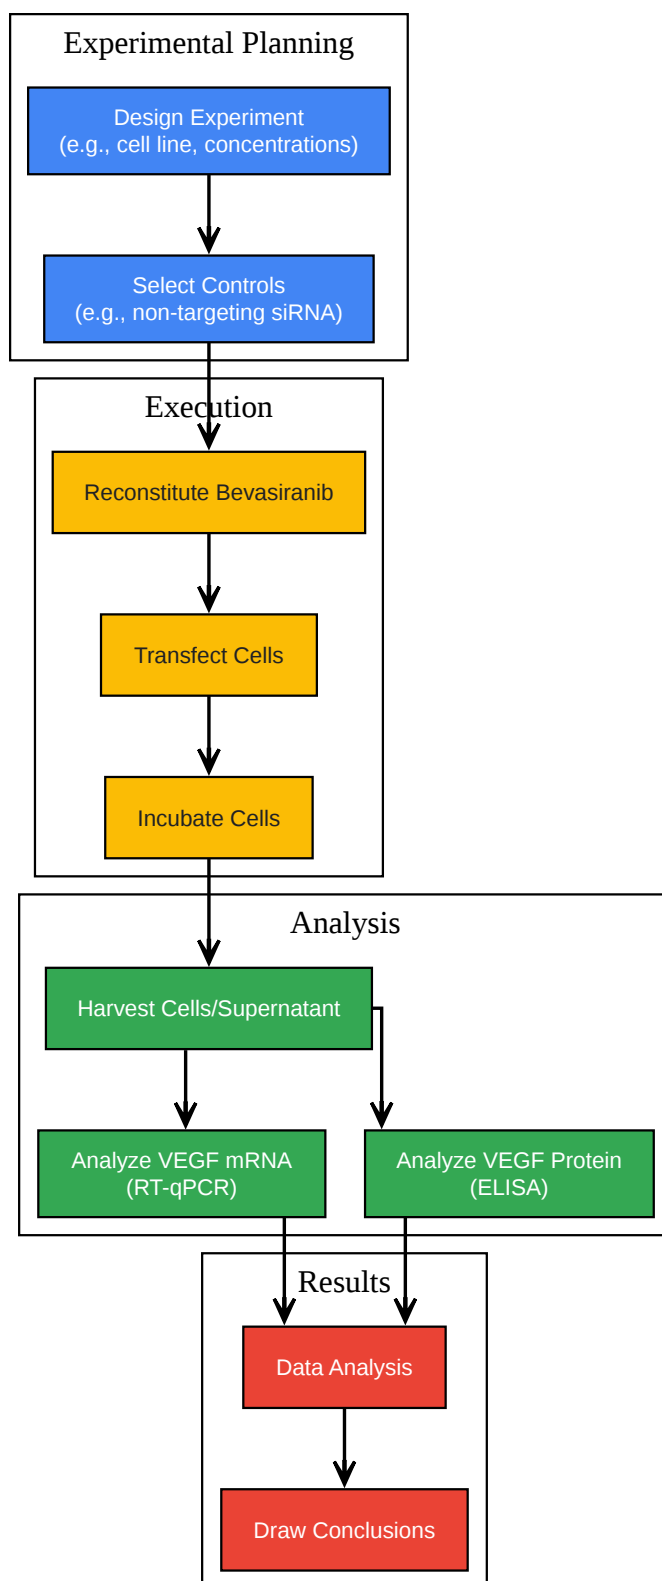 Experimental Planning
Design Experiment
(e.g., cell line, concentrations)
Select Controls
(e.g., non-targeting siRNA)
Execution
Reconstitute Bevasiranib
Transfect Cells
Incubate Cells
Analysis
Harvest Cells/Supernatant
Analyze VEGF mRNA
(RT-qPCR)
Analyze VEGF Protein
(ELISA)
Results
Data Analysis
Draw Conclusions